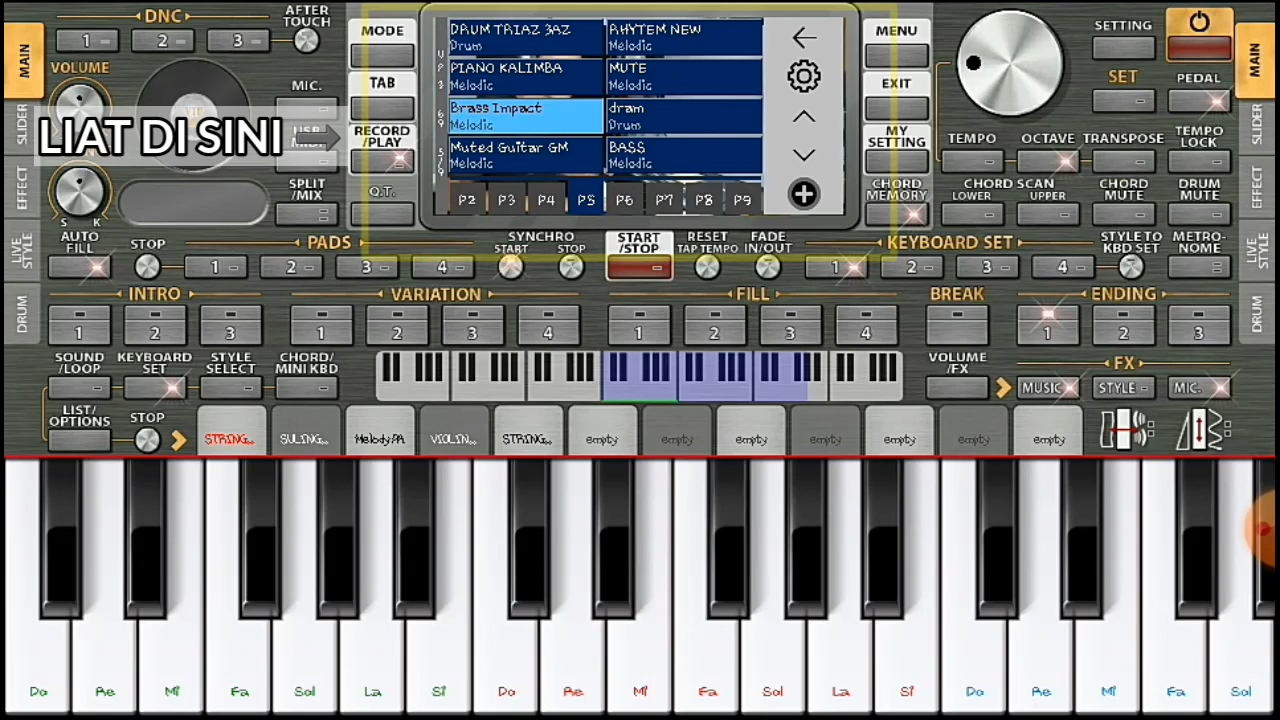 DNC
1
2
3
AFTER
TOUCH
MODE
TAB
RECORD
/PLAY
Q.T.
DRUM TRIAZ 3AZ
Drum
RHYTEM NEW
Melodic
PIANO KALIMBA
Melodic
MUTE
Melodic
Brass Impact
Melodic
dram
Drum
Muted Guitar GM
Melodic
BASS
Melodic
P2
P3
P4
P5
P6
P7
P8
P9
MENU
EXIT
MY
SETTING
CHORD
MEMORY
SETTING
SET
PEDAL
TEMPO
OCTAVE
TRANSPOSE
TEMPO
LOCK
CHORD SCAN
LOWER
UPPER
CHORD
MUTE
DRUM
MUTE
MAIN
SLIDER
EFFECT
LIVE
STYLE
DRUM
VOLUME
MIC.
LIAT DI SINI
S
K
SPLIT
/MIX
MAIN
SLIDER
EFFECT
LIVE
STYLE
DRUM
AUTO
FILL
STOP
PADS
1
2
3
4
SYNCHRO
START
STOP
START
/STOP
RESET
TAP TEMPO
FADE
IN/OUT
KEYBOARD SET
1
2
3
4
STYLE TO
KBD SET
METRO-
NOME
INTRO
1
2
3
VARIATION
1
2
3
4
FILL
1
2
3
4
BREAK
ENDING
1
2
3
SOUND
/LOOP
KEYBOARD
SET
STYLE
SELECT
CHORD/
MINI KBD
VOLUME
/FX
FX
MUSIC
STYLE
MIC.
LIST/
OPTIONS
STOP
STRING..
SULING..
MelodyPA
VIOLIN..
STRING..
empty
empty
empty
empty
empty
empty
empty
Do
Re
Mi
Fa
Sol
La
Si
Do
Re
Mi
Fa
Sol
La
Si
Do
Re
Mi
Fa
Sol